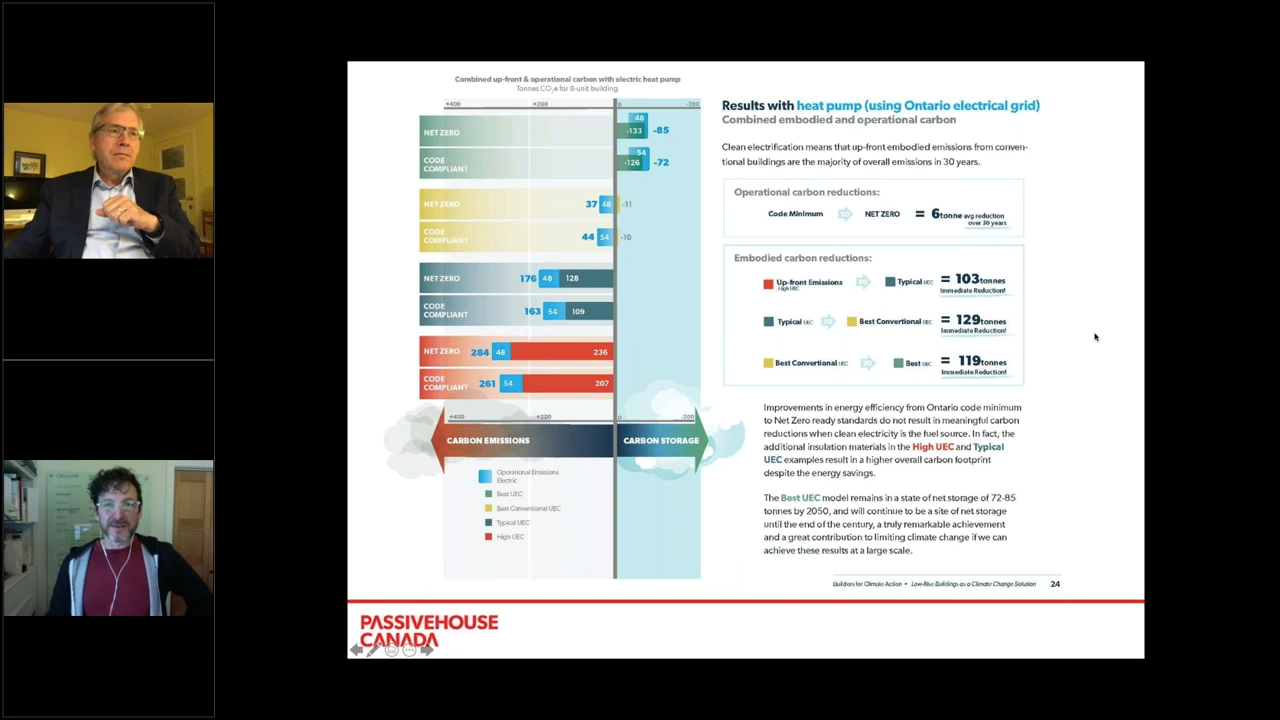 Combined up-front & operational carbon with electric heat pump
Tonnes CO2e for 8-unit building
+400 +200 0 -200
NET ZERO 48 -133 -85
CODE
COMPLIANT 54 -126 -72
NET ZERO 37 48 -11
CODE
COMPLIANT 44 54 -10
NET ZERO 176 48 128
CODE
COMPLIANT 163 54 109
NET ZERO 284 48 236
CODE
COMPLIANT 261 54 207
+400 +200 0 -200
CARBON EMISSIONS CARBON STORAGE
Operational Emissions
Electric
Best UEC
Best Conventional UEC
Typical UEC
High UEC
Results with heat pump (using Ontario electrical grid)
Combined embodied and operational carbon
Clean electrification means that up-front embodied emissions from conven-
tional buildings are the majority of overall emissions in 30 years.
Operational carbon reductions:
Code Minimum TO NET ZERO = 6tonne avg reduction
over 30 years
Embodied carbon reductions:
Up-front Emissions TO Typical UEC = 103tonnes
High UEC Immediate Reduction!
Typical UEC TO Best Convertional UEC = 129tonnes
Immediate Reduction!
Best Convertional UEC TO Best UEC = 119tonnes
Immediate Reduction!
Improvements in energy efficiency from Ontario code minimum
to Net Zero ready standards do not result in meaningful carbon
reductions when clean electricity is the fuel source. In fact, the
additional insulation materials in the High UEC and Typical
UEC examples result in a higher overall carbon footprint
despite the energy savings.
The Best UEC model remains in a state of net storage of 72-85
tonnes by 2050, and will continue to be a site of net storage
until the end of the century, a truly remarkable achievement
and a great contribution to limiting climate change if we can
achieve these results at a large scale.
Builders for Climate Action • Low-Rise Buildings as a Climate Change Solution 24
PASSIVEHOUSE
CANADA